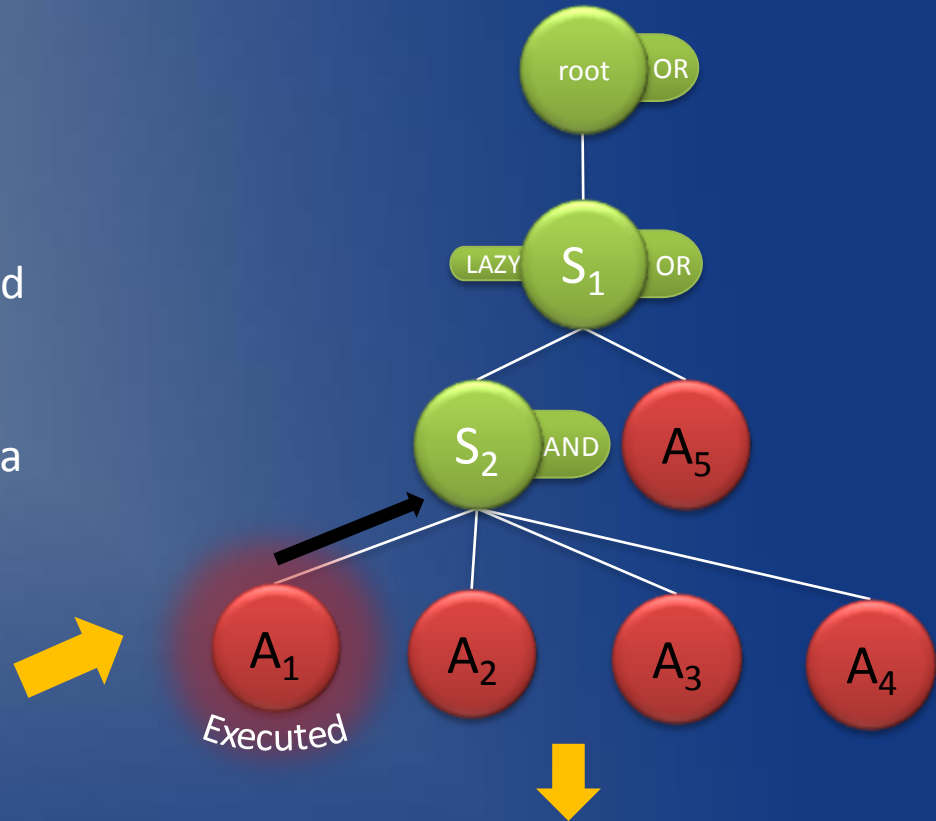 root OR
LAZY S₁ OR
d
S₂ AND A₅
a
A₁ A₂ A₃ A₄
Executed